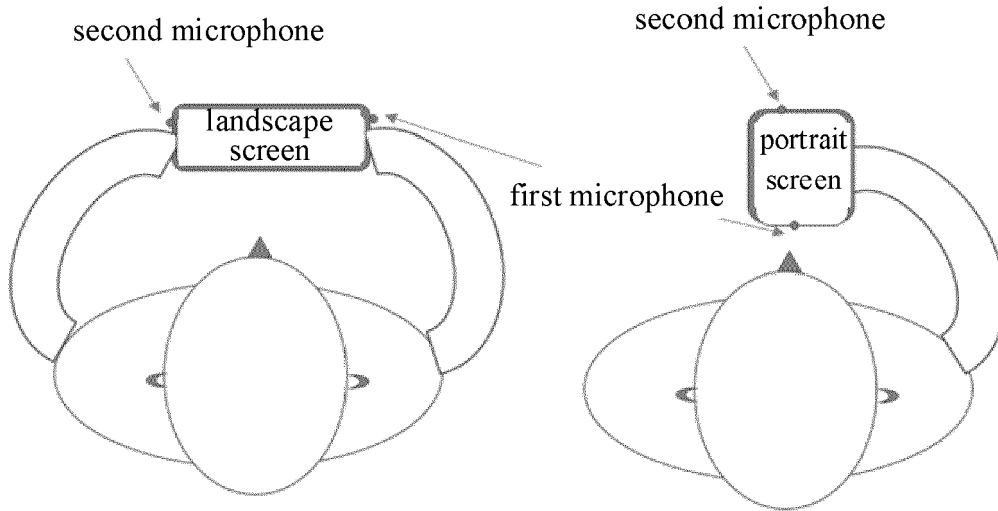 second microphone
second microphone
landscape
screen
portrait
screen
first microphone